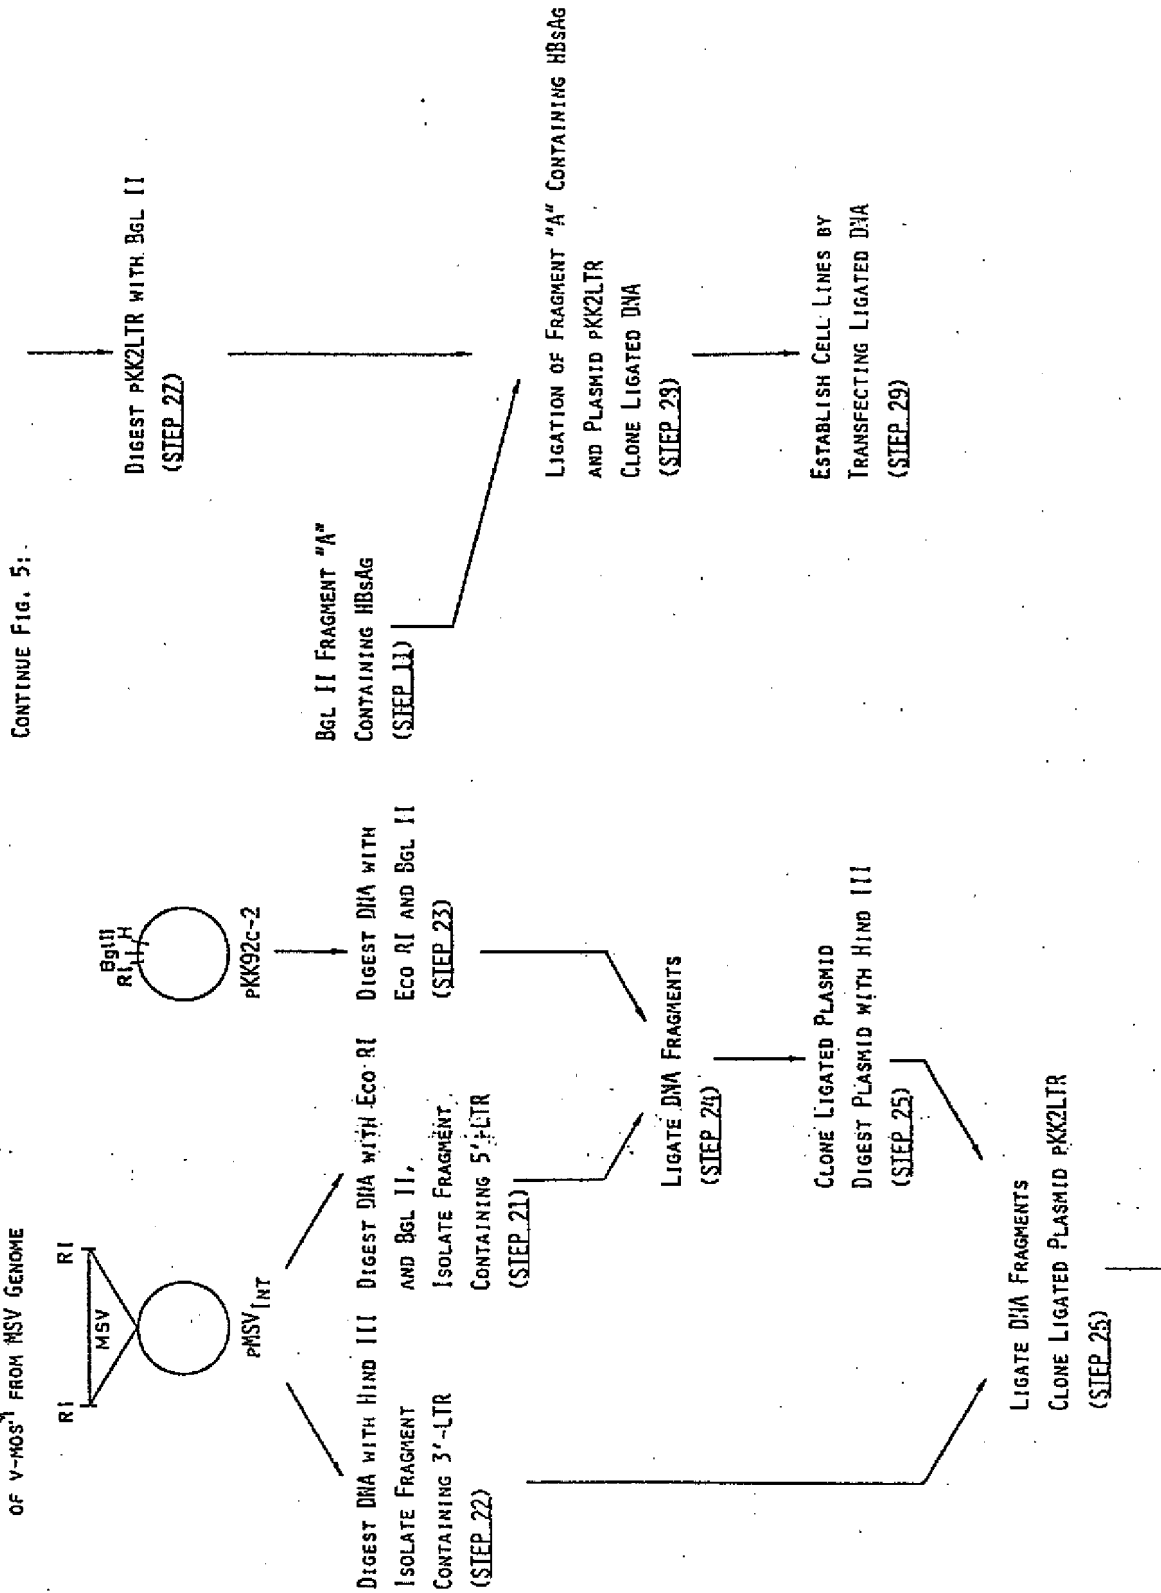 OF V-MOS⁻¹ FROM MSV GENOME
RI
RI
MSV
PMSVINT
BglII
RI
H
PKK92C-2
DIGEST DNA WITH HIND III
ISOLATE FRAGMENT
CONTAINING 3'-LTR
(STEP 22)
DIGEST DNA WITH ECO RI
AND BGL II,
ISOLATE FRAGMENT
CONTAINING 5'-LTR
(STEP 21)
DIGEST DNA WITH
ECO RI AND BGL II
(STEP 23)
LIGATE DNA FRAGMENTS
(STEP 24)
CLONE LIGATED PLASMID
DIGEST PLASMID WITH HIND III
(STEP 25)
LIGATE DNA FRAGMENTS
CLONE LIGATED PLASMID PKK2LTR
(STEP 26)
CONTINUE FIG. 5:
DIGEST PKK2LTR WITH BGL II
(STEP 27)
BGL II FRAGMENT "A"
CONTAINING HBSAG
(STEP 11)
LIGATION OF FRAGMENT "A" CONTAINING HBSAG
AND PLASMID PKK2LTR
CLONE LIGATED DNA
(STEP 28)
ESTABLISH CELL LINES BY
TRANSFECTING LIGATED DNA
(STEP 29)